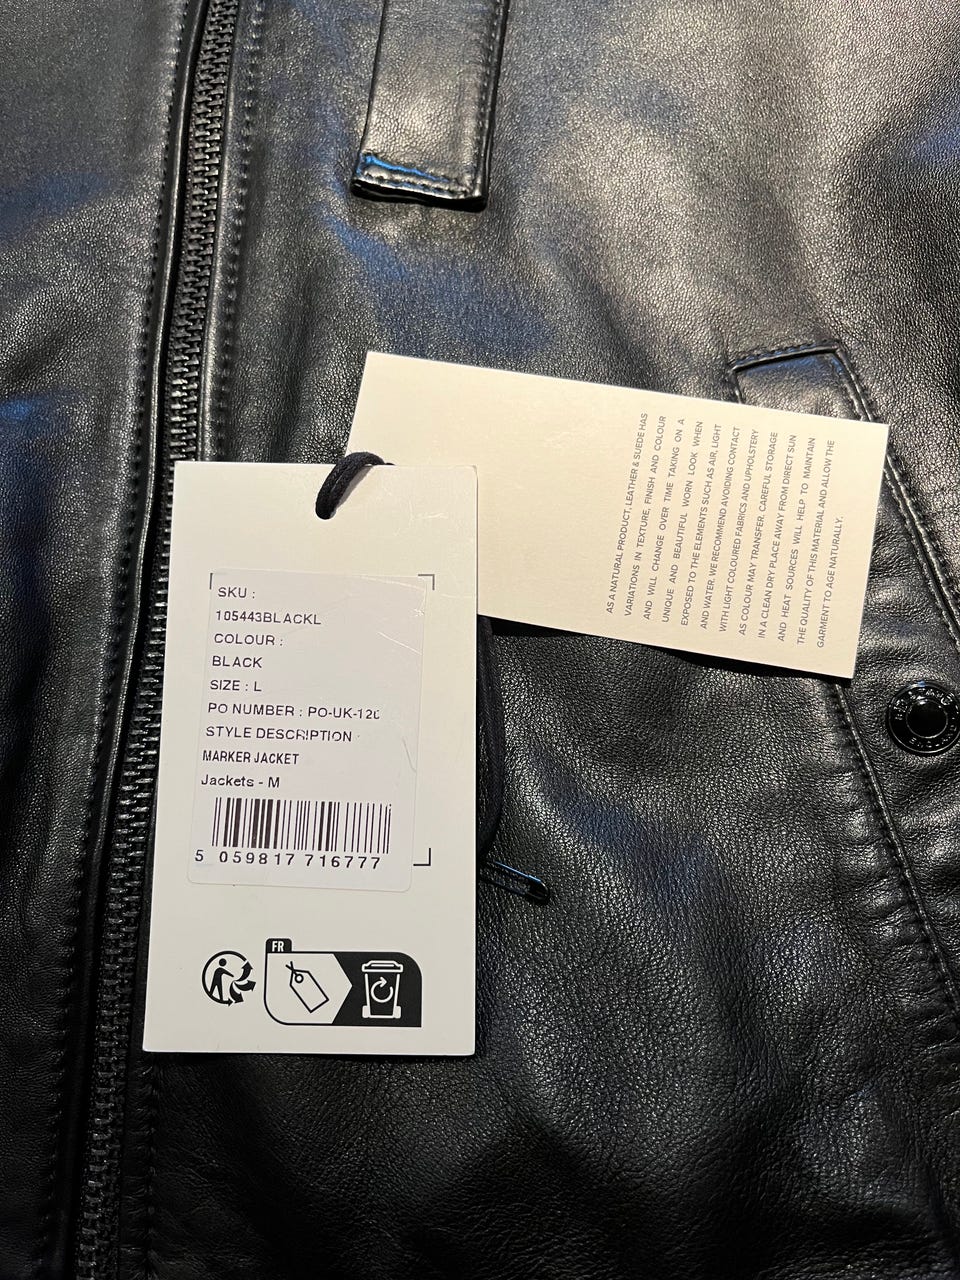 SKU :
105443BLACKL
COLOUR :
BLACK
SIZE : L
PO NUMBER : PO-UK-120
STYLE DESCRIPTION
MARKER JACKET
Jackets - M
5 059817 716777
FR
AS A NATURAL PRODUCT, LEATHER & SUEDE HAS
VARIATIONS IN TEXTURE, FINISH AND COLOUR
AND WILL CHANGE OVER TIME TAKING ON A
UNIQUE AND BEAUTIFUL WORN LOOK WHEN
EXPOSED TO THE ELEMENTS SUCH AS AIR, LIGHT
AND WATER. WE RECOMMEND AVOIDING CONTACT
WITH LIGHT COLOURED FABRICS AND UPHOLSTERY
AS COLOUR MAY TRANSFER. CAREFUL STORAGE
IN A CLEAN DRY PLACE AWAY FROM DIRECT SUN
AND HEAT SOURCES WILL HELP TO MAINTAIN
THE QUALITY OF THIS MATERIAL AND ALLOW THE
GARMENT TO AGE NATURALLY.